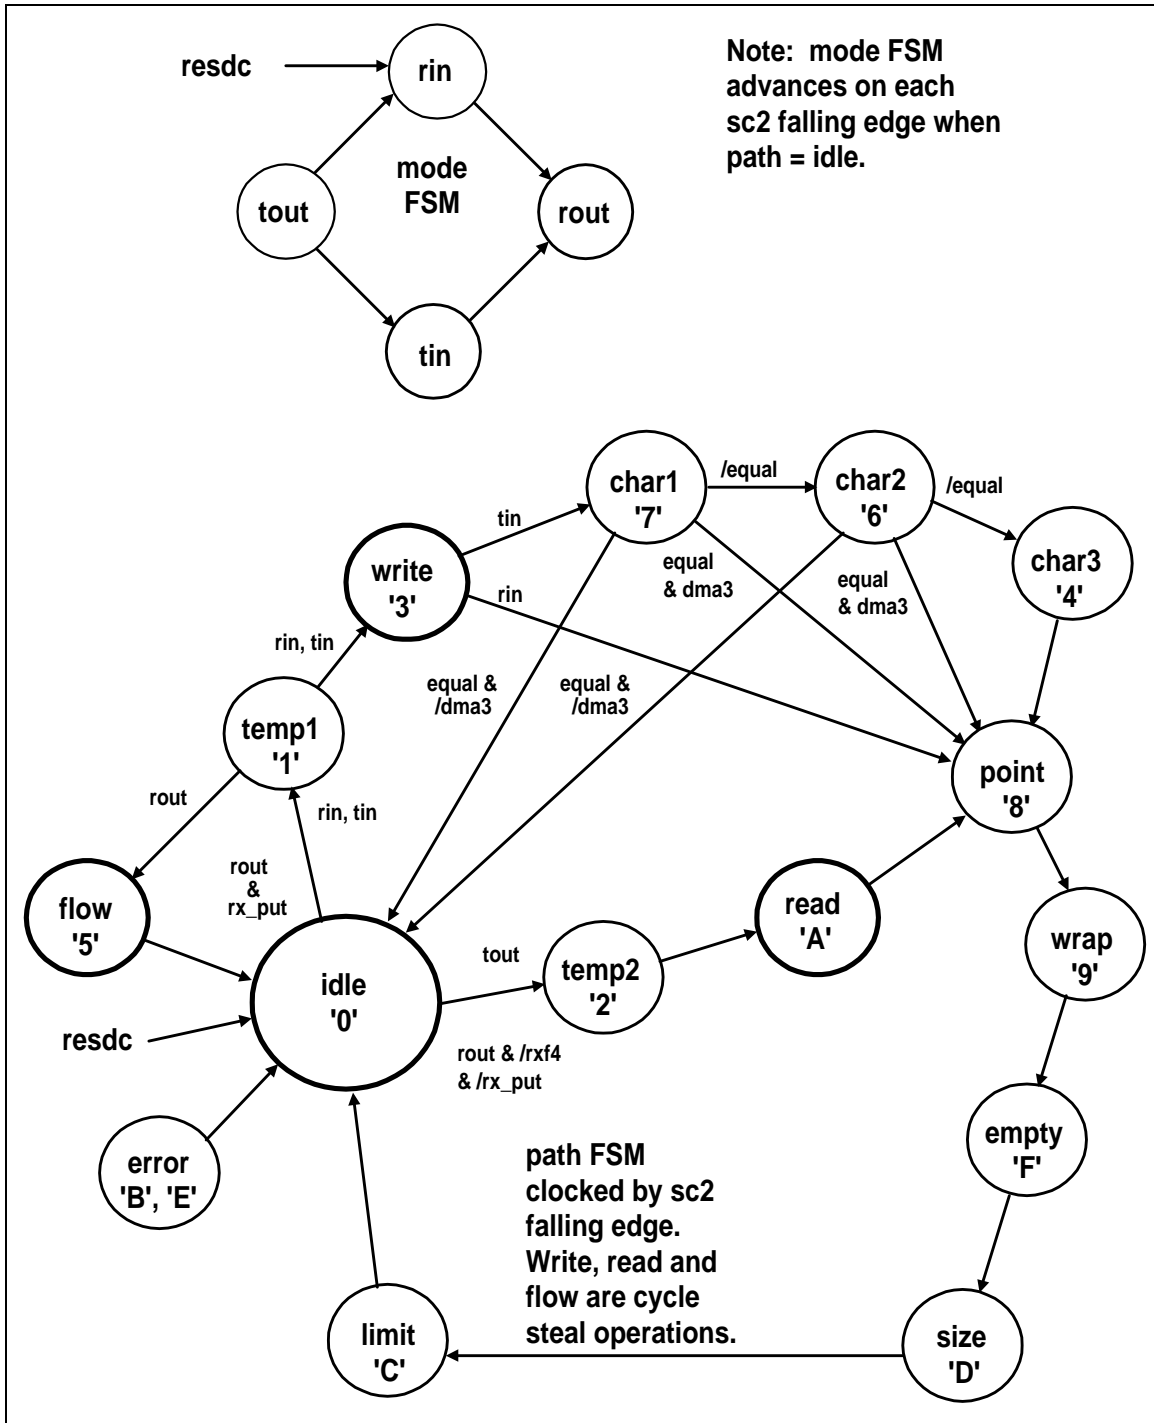 resdc
rin
Note:  mode FSM
advances on each
sc2 falling edge when
path = idle.
mode
FSM
tout
rout
tin
char1
'7'
/equal
char2
'6'
/equal
tin
write
'3'
equal
& dma3
equal
& dma3
char3
'4'
rin
rin, tin
equal &
/dma3
equal &
/dma3
temp1
'1'
point
'8'
rout
rin, tin
rout
&
rx_put
flow
'5'
read
'A'
wrap
'9'
tout
temp2
'2'
idle
'0'
resdc
rout & /rxf4
& /rx_put
error
'B', 'E'
empty
'F'
path FSM
clocked by sc2
falling edge.
Write, read and
flow are cycle
steal operations.
limit
'C'
size
'D'